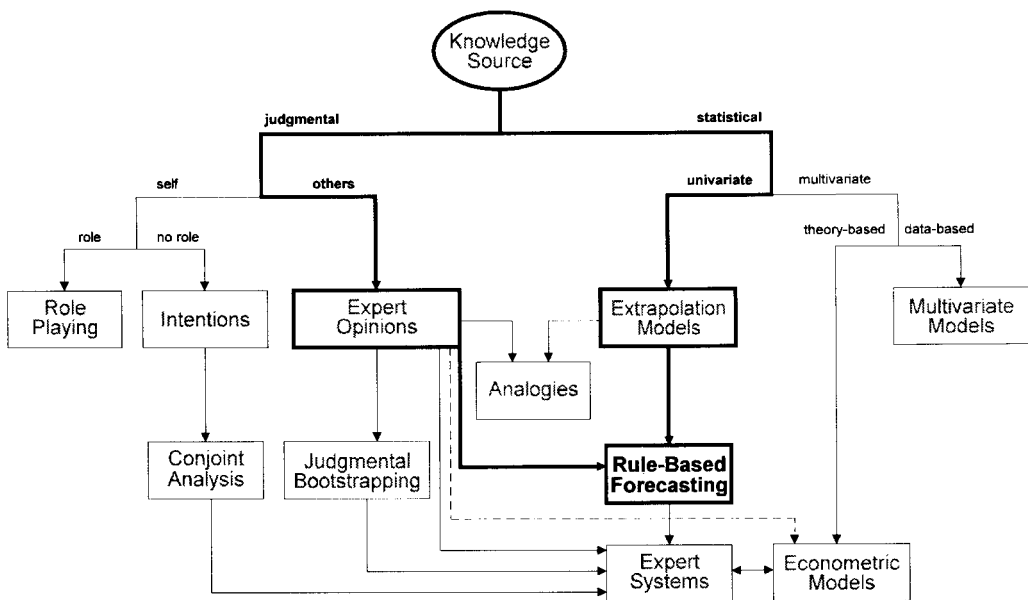 Knowledge
Source
judgmental
statistical
self
others
univariate
multivariate
role
no role
theory-based
data-based
Role
Playing
Intentions
Expert
Opinions
Extrapolation
Models
Multivariate
Models
Analogies
Conjoint
Analysis
Judgmental
Bootstrapping
Rule-Based
Forecasting
Expert
Systems
Econometric
Models